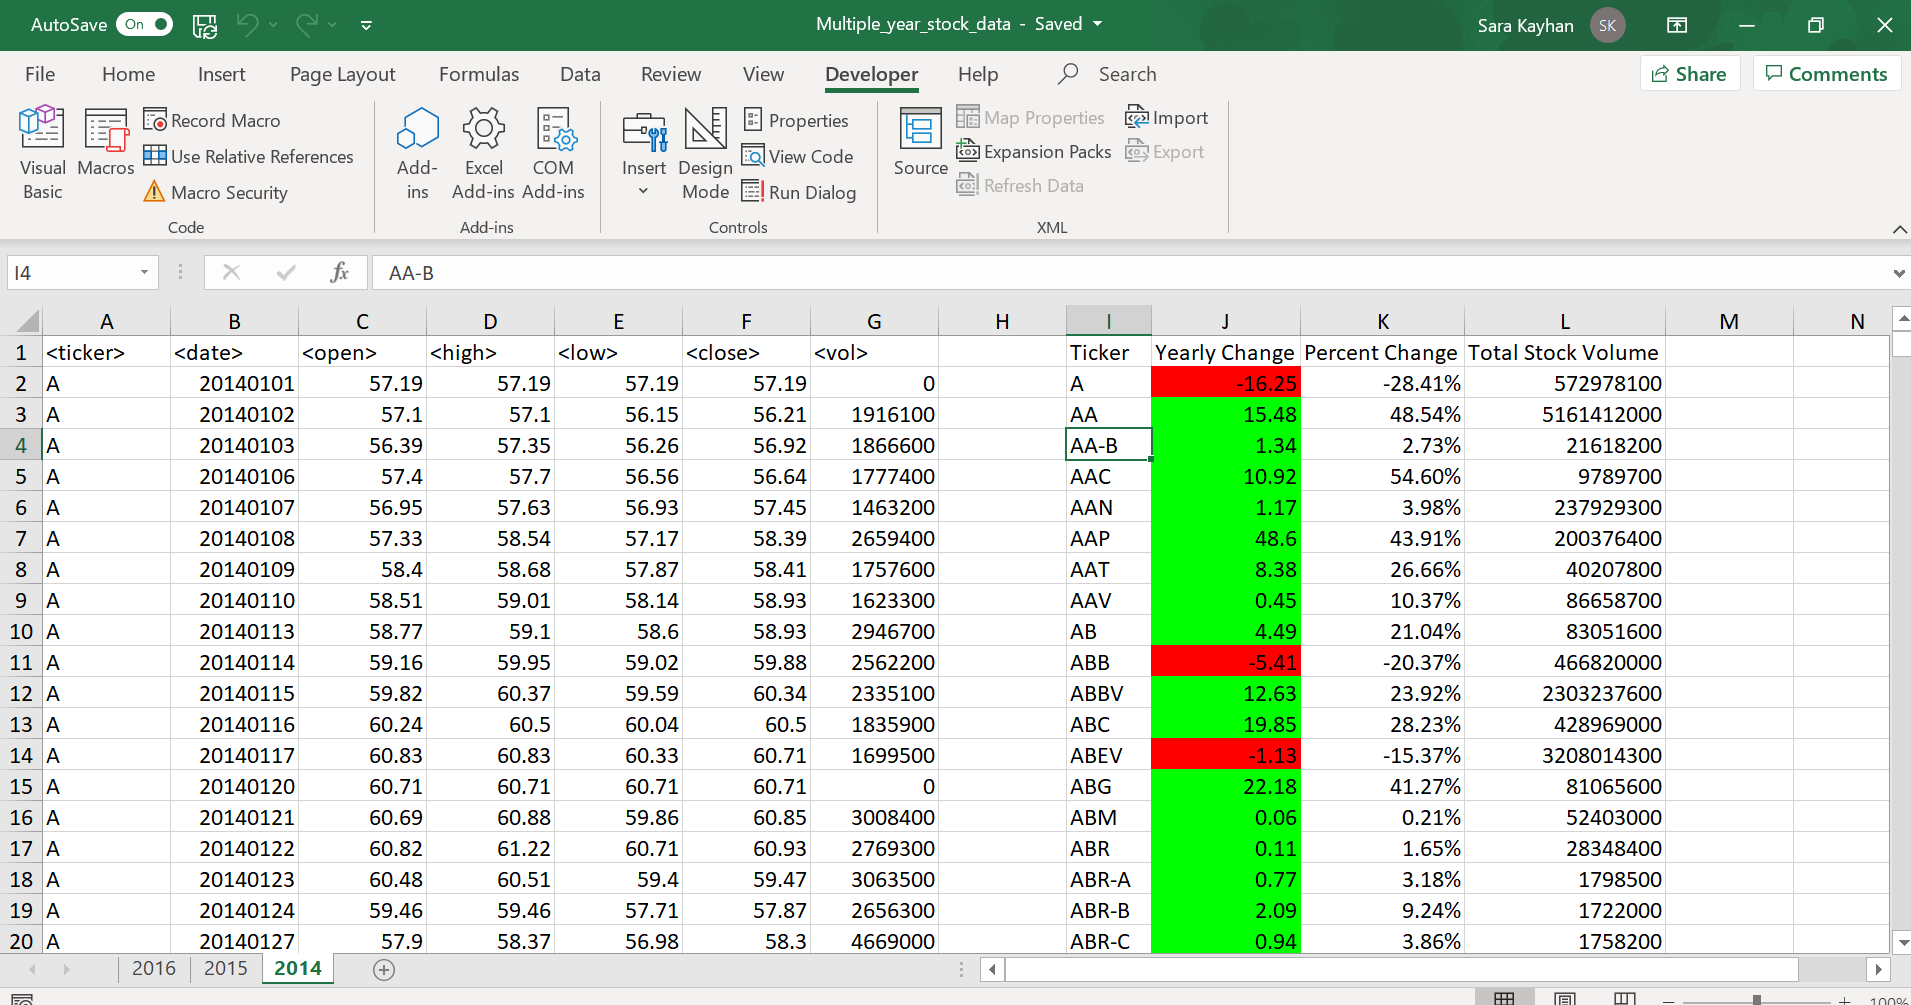 AutoSave On Multiple_year_stock_data - Saved Sara Kayhan SK
File Home Insert Page Layout Formulas Data Review View Developer Help Search Share Comments
Visual Basic Macros Record Macro Use Relative References Macro Security
Add-ins Excel Add-ins COM Add-ins
Insert Design Mode Properties View Code Run Dialog
Source Map Properties Expansion Packs Refresh Data Import Export
Code Add-ins Controls XML
I4 fx AA-B
A B C D E F G H I J K L M N
1 <ticker> <date> <open> <high> <low> <close> <vol> Ticker Yearly Change Percent Change Total Stock Volume
2 A 20140101 57.19 57.19 57.19 57.19 0 A -16.25 -28.41% 572978100
3 A 20140102 57.1 57.1 56.15 56.21 1916100 AA 15.48 48.54% 5161412000
4 A 20140103 56.39 57.35 56.26 56.92 1866600 AA-B 1.34 2.73% 21618200
5 A 20140106 57.4 57.7 56.56 56.64 1777400 AAC 10.92 54.60% 9789700
6 A 20140107 56.95 57.63 56.93 57.45 1463200 AAN 1.17 3.98% 237929300
7 A 20140108 57.33 58.54 57.17 58.39 2659400 AAP 48.6 43.91% 200376400
8 A 20140109 58.4 58.68 57.87 58.41 1757600 AAT 8.38 26.66% 40207800
9 A 20140110 58.51 59.01 58.14 58.93 1623300 AAV 0.45 10.37% 86658700
10 A 20140113 58.77 59.1 58.6 58.93 2946700 AB 4.49 21.04% 83051600
11 A 20140114 59.16 59.95 59.02 59.88 2562200 ABB -5.41 -20.37% 466820000
12 A 20140115 59.82 60.37 59.59 60.34 2335100 ABBV 12.63 23.92% 2303237600
13 A 20140116 60.24 60.5 60.04 60.5 1835900 ABC 19.85 28.23% 428969000
14 A 20140117 60.83 60.83 60.33 60.71 1699500 ABEV -1.13 -15.37% 3208014300
15 A 20140120 60.71 60.71 60.71 60.71 0 ABG 22.18 41.27% 81065600
16 A 20140121 60.69 60.88 59.86 60.85 3008400 ABM 0.06 0.21% 52403000
17 A 20140122 60.82 61.22 60.71 60.93 2769300 ABR 0.11 1.65% 28348400
18 A 20140123 60.48 60.51 59.4 59.47 3063500 ABR-A 0.77 3.18% 1798500
19 A 20140124 59.46 59.46 57.71 57.87 2656300 ABR-B 2.09 9.24% 1722000
20 A 20140127 57.9 58.37 56.98 58.3 4669000 ABR-C 0.94 3.86% 1758200
2016 2015 2014
100%